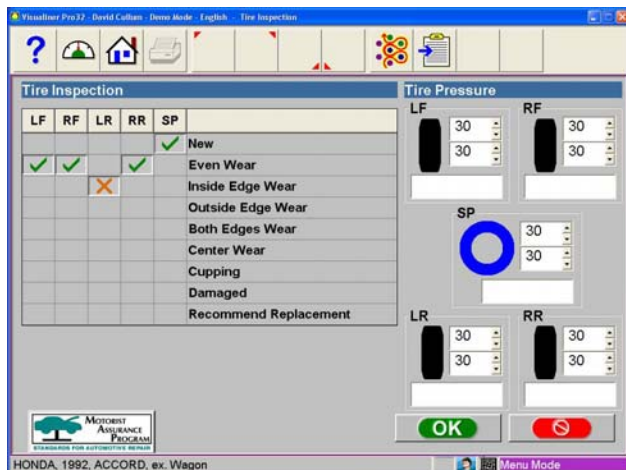 Visualiner Pro32 - David Cullum - Demo Mode - English - Tire Inspection
?
Tire Inspection
LF RF LR RR SP
New
Even Wear
Inside Edge Wear
Outside Edge Wear
Both Edges Wear
Center Wear
Cupping
Damaged
Recommend Replacement
MOTORIST
ASSURANCE
PROGRAM
STANDARDS FOR AUTOMOTIVE REPAIR
Tire Pressure
LF
30
30
RF
30
30
SP
30
30
LR
30
30
RR
30
30
OK
HONDA, 1992, ACCORD, ex. Wagon
Menu Mode